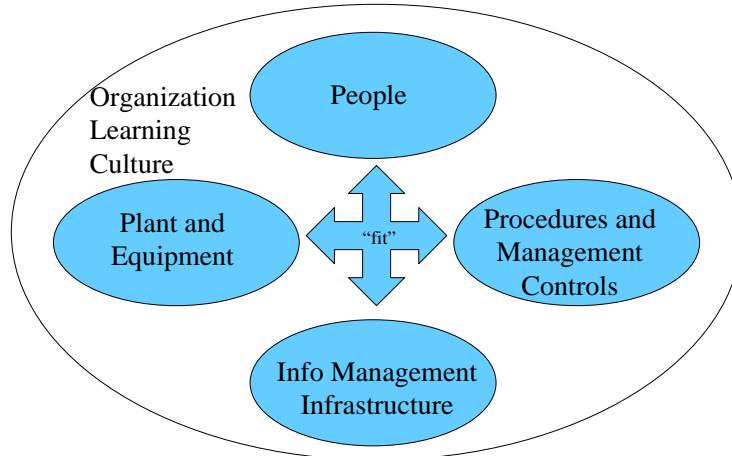 People
Organization
Learning
Culture
Plant and
Equipment
“fit”
Procedures and
Management
Controls
Info Management
Infrastructure